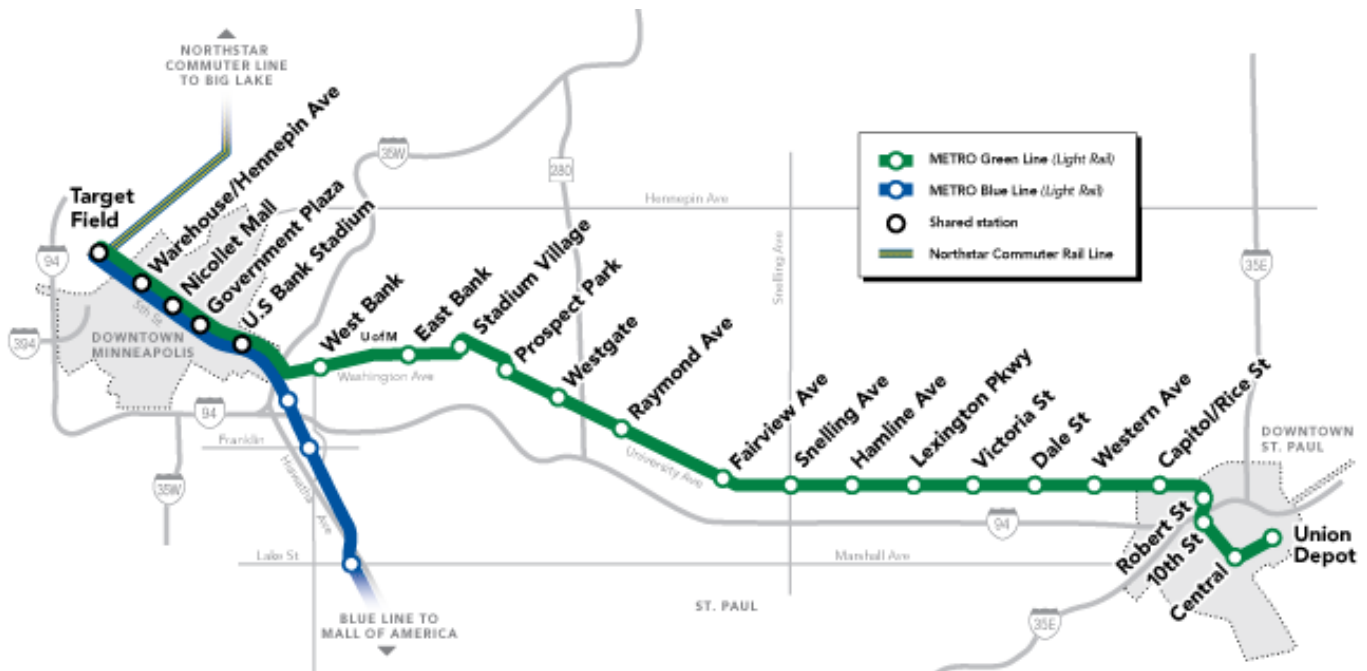 NORTHSTAR
COMMUTER LINE
TO BIG LAKE
Target
Field
Warehouse/Hennepin Ave
Nicollet Mall
Government Plaza
U.S Bank Stadium
West Bank
UofM
East Bank
Stadium Village
Prospect Park
Westgate
Raymond Ave
Fairview Ave
Snelling Ave
Hamline Ave
Lexington Pkwy
Victoria St
Dale St
Western Ave
Capitol/Rice St
Robert St
10th St
Central
Union
Depot
METRO Green Line (Light Rail)
METRO Blue Line (Light Rail)
Shared station
Northstar Commuter Rail Line
35W
280
Hennepin Ave
Snelling Ave
35E
94
394
5th St
DOWNTOWN
MINNEAPOLIS
Washington Ave
94
Franklin
Hiawatha Ave
35W
University Ave
94
Lake St
Marshall Ave
DOWNTOWN
ST. PAUL
ST. PAUL
35E
BLUE LINE TO
MALL OF AMERICA